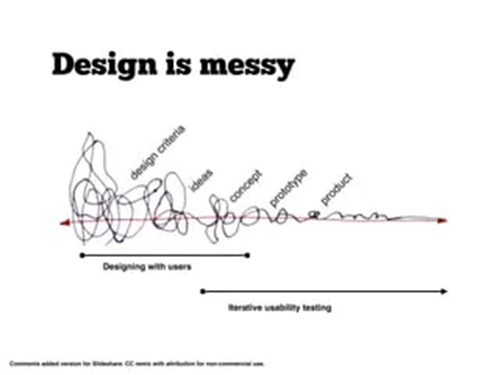 Design is messy
design criteria
ideas
concept
prototype
product
Designing with users
Iterative usability testing
Comments added version for Slideshare. CC remix with attribution for non-commercial use.